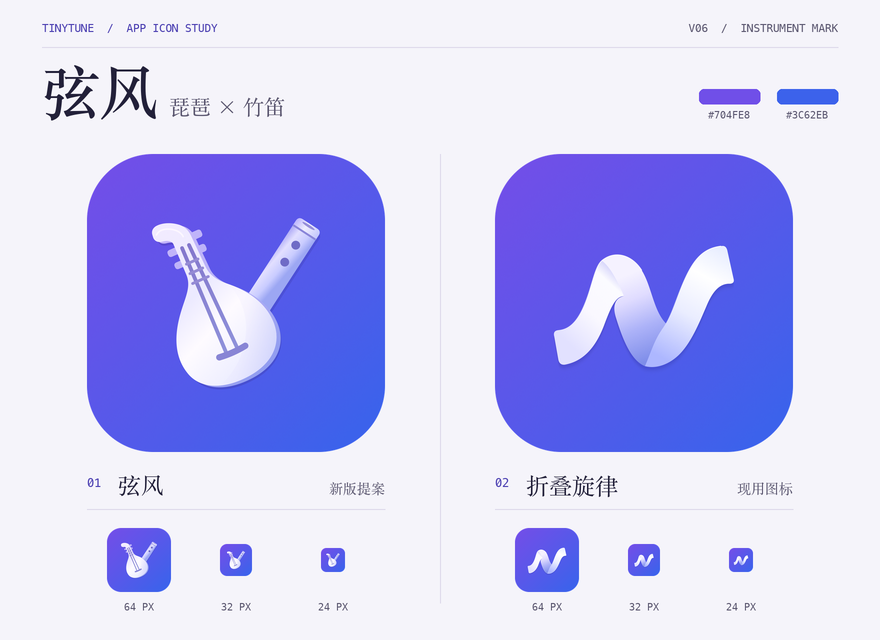 TINYTUNE / APP ICON STUDY
V06 / INSTRUMENT MARK
弦风 琵琶 × 竹笛
#704FE8
#3C62EB
01 弦风 新版提案
02 折叠旋律 现用图标
64 PX 32 PX 24 PX
64 PX 32 PX 24 PX